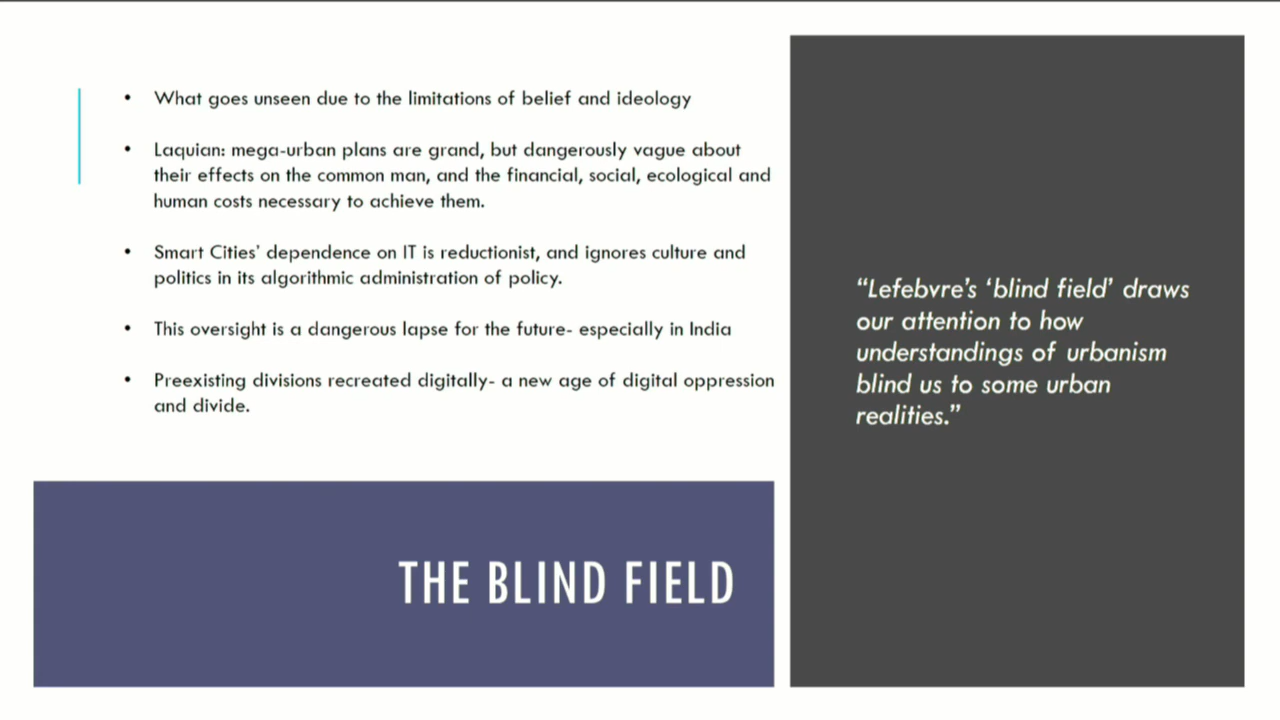 • What goes unseen due to the limitations of belief and ideology
• Laquian: mega-urban plans are grand, but dangerously vague about
their effects on the common man, and the financial, social, ecological and
human costs necessary to achieve them.
• Smart Cities’ dependence on IT is reductionist, and ignores culture and
politics in its algorithmic administration of policy.
• This oversight is a dangerous lapse for the future- especially in India
• Preexisting divisions recreated digitally- a new age of digital oppression
and divide.
THE BLIND FIELD
“Lefebvre’s ‘blind field’ draws
our attention to how
understandings of urbanism
blind us to some urban
realities.”